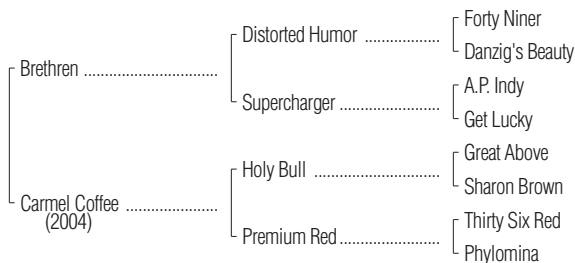 Forty Niner
Distorted Humor ..................
Danzig's Beauty
Brethren ................................
A.P. Indy
Supercharger ........................
Get Lucky
Great Above
Holy Bull ..............................
Sharon Brown
Carmel Coffee ......................
(2004)
Thirty Six Red
Premium Red........................
Phylomina